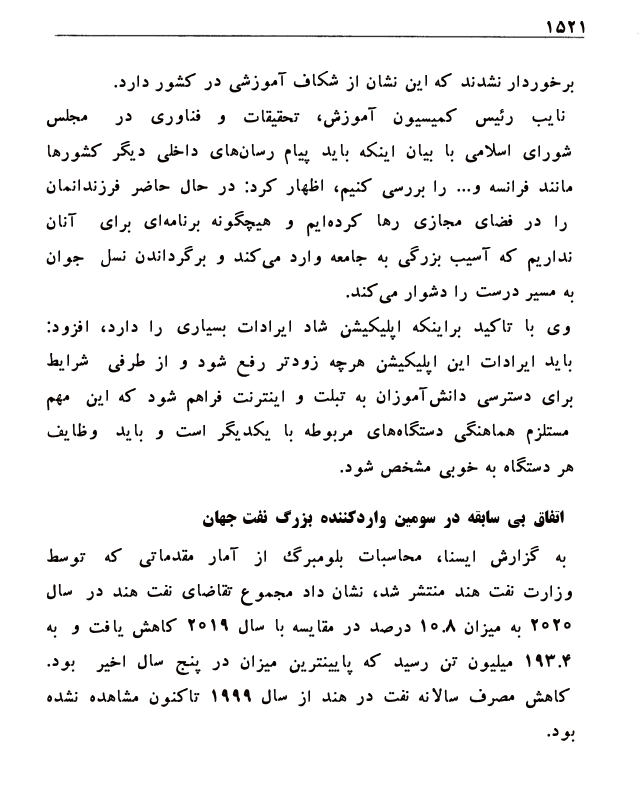 ۱۵۲۱
برخوردار نشدند که این نشان از شکاف آموزشی در کشور دارد.
نایب رئیس کمیسیون آموزش، تحقیقات و فناوری در مجلس
شورای اسلامی با بیان اینکه باید پیام رسان‌های داخلی دیگر کشورها
مانند فرانسه و... را بررسی کنیم، اظهار کرد: در حال حاضر فرزندانمان
را در فضای مجازی رها کرده‌ایم و هیچگونه برنامه‌ای برای آنان
نداریم که آسیب بزرگی به جامعه وارد می‌کند و برگرداندن نسل جوان
به مسیر درست را دشوار می‌کند.
وی با تاکید براینکه اپلیکیشن شاد ایرادات بسیاری را دارد، افزود:
باید ایرادات این اپلیکیشن هرچه زودتر رفع شود و از طرفی شرایط
برای دسترسی دانش‌آموزان به تبلت و اینترنت فراهم شود که این مهم
مستلزم هماهنگی دستگاه‌های مربوطه با یکدیگر است و باید وظایف
هر دستگاه به خوبی مشخص شود.
اتفاق بی سابقه در سومین واردکننده بزرگ نفت جهان
به گزارش ایسنا، محاسبات بلومبرگ از آمار مقدماتی که توسط
وزارت نفت هند منتشر شد، نشان داد مجموع تقاضای نفت هند در سال
۲۰۲۰ به میزان ۱۰.۸ درصد در مقایسه با سال ۲۰۱۹ کاهش یافت و به
۱۹۳.۴ میلیون تن رسید که پایینترین میزان در پنج سال اخیر بود.
کاهش مصرف سالانه نفت در هند از سال ۱۹۹۹ تاکنون مشاهده نشده
بود.